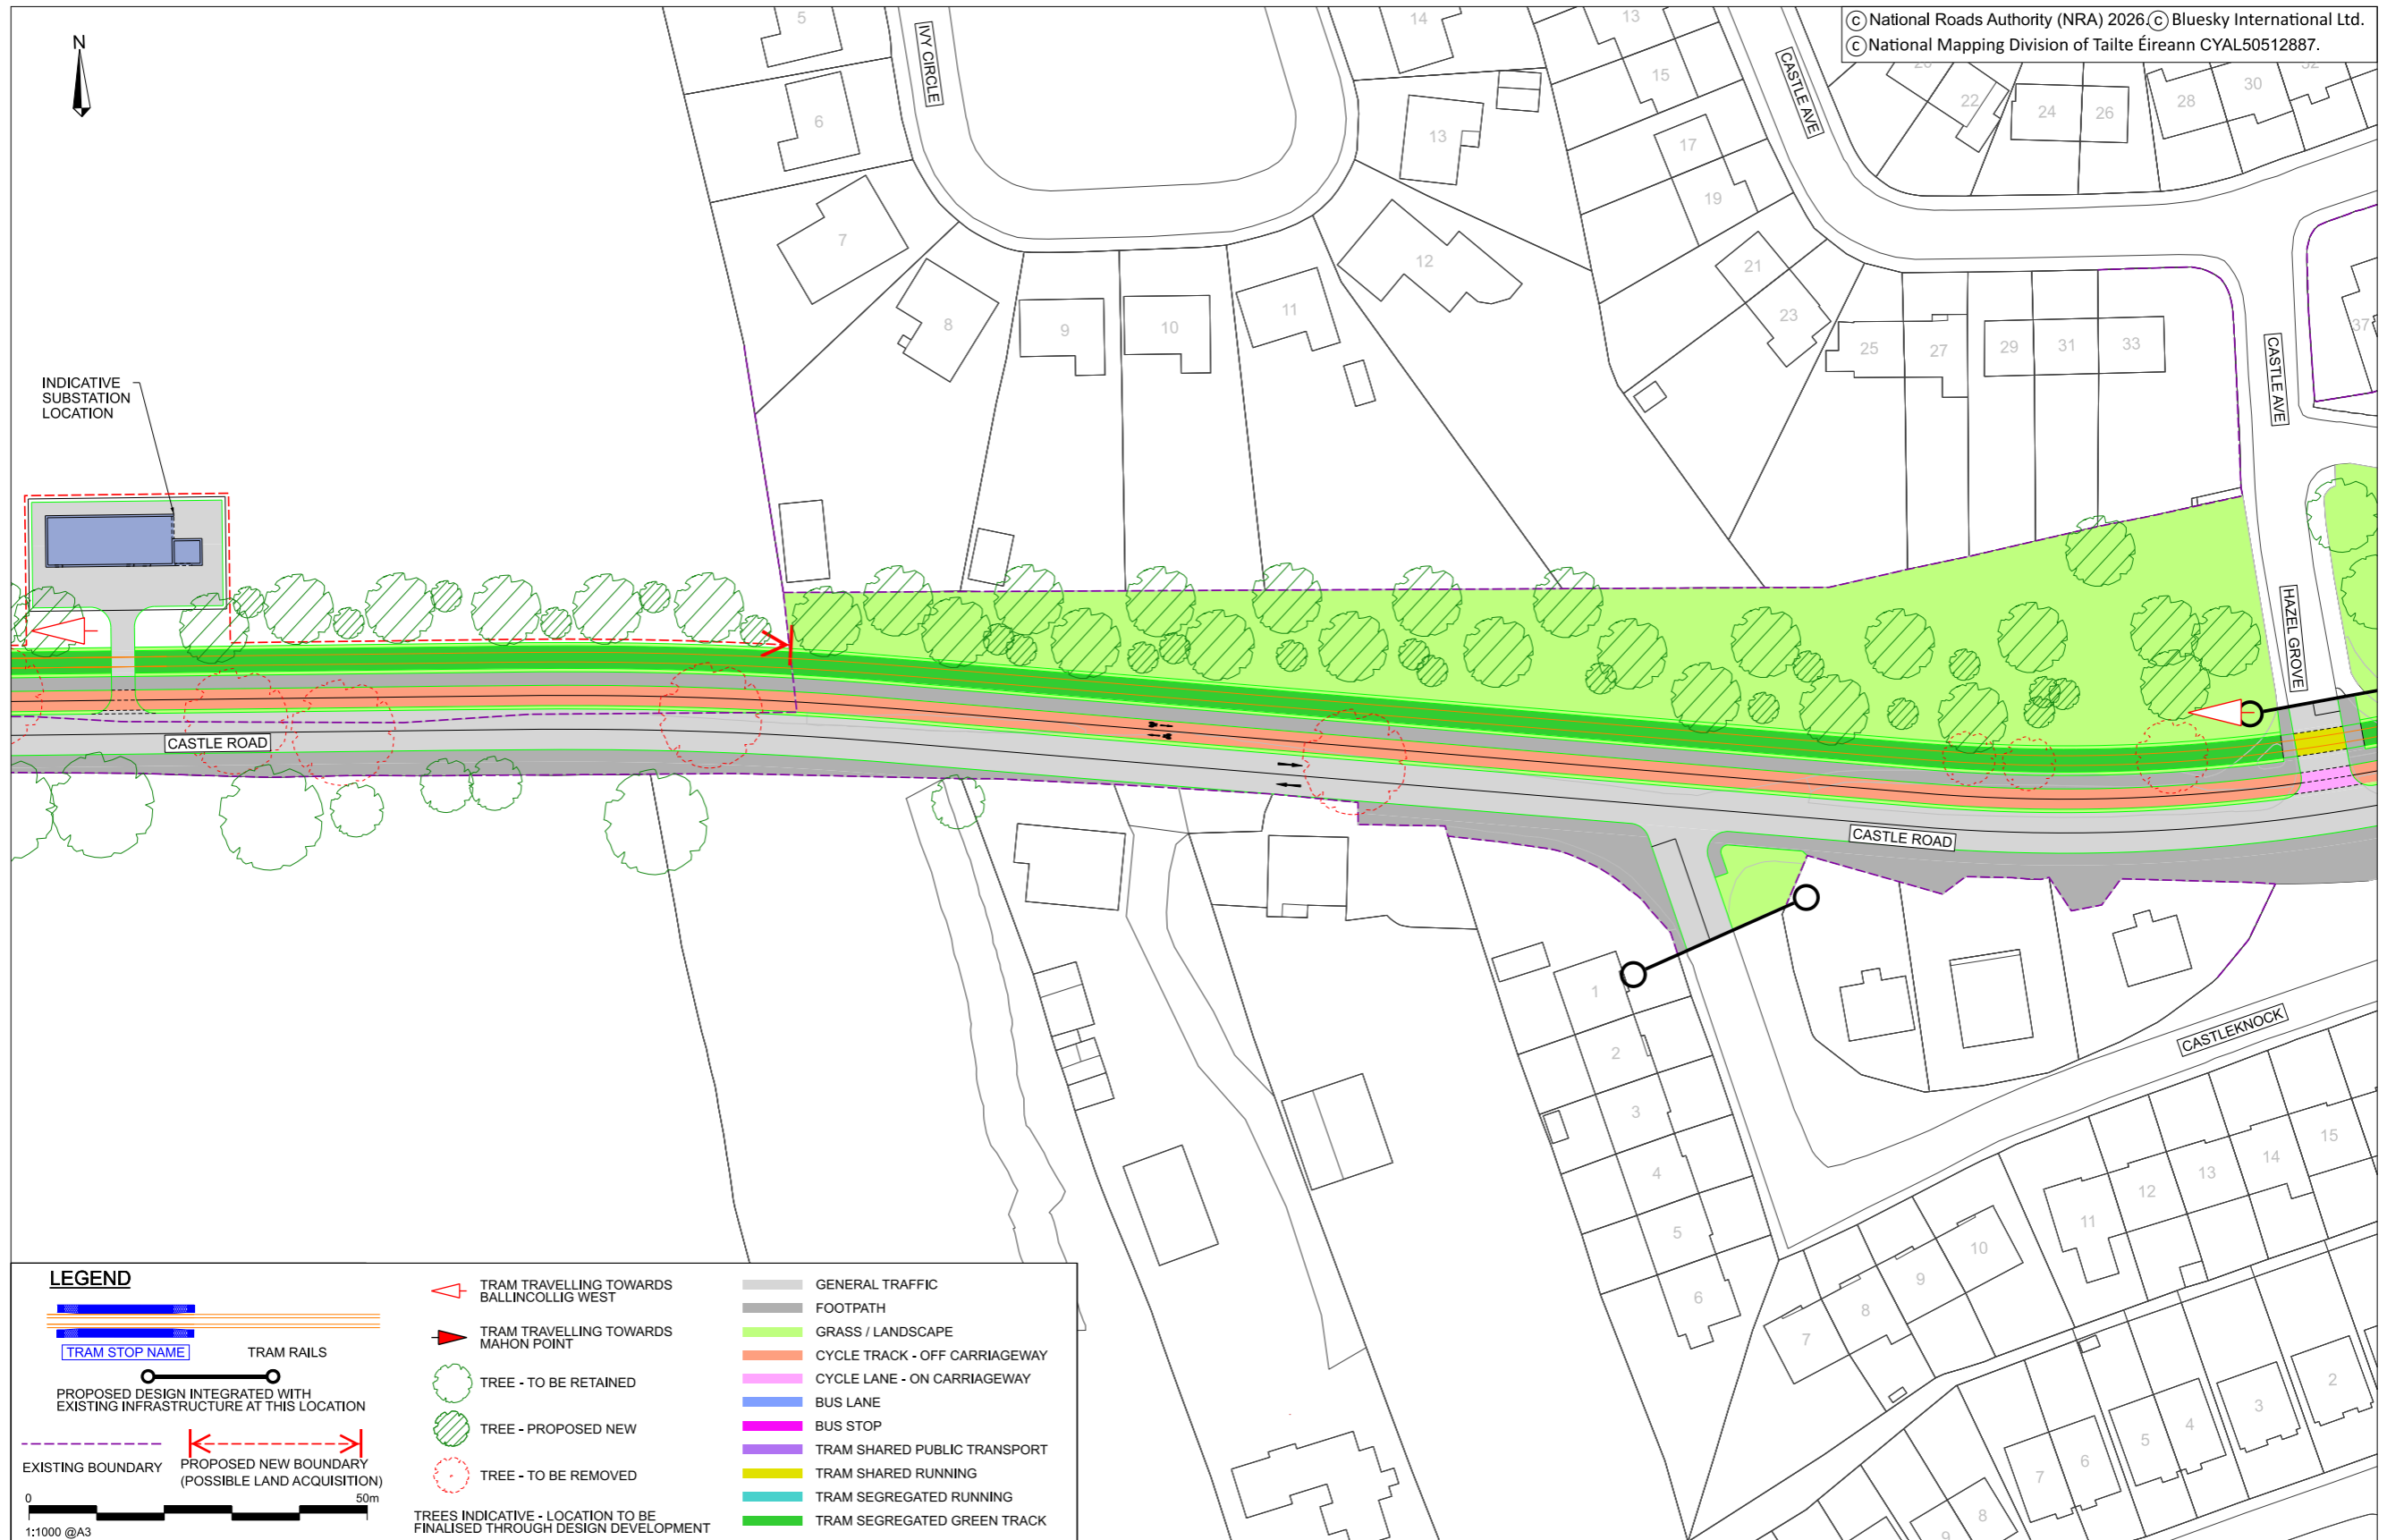 © National Roads Authority (NRA) 2026. © Bluesky International Ltd.
© National Mapping Division of Tailte Éireann CYAL50512887.
N
5
IVY CIRCLE
14
13
15
CASTLE AVE
22
24
26
28
30
32
6
13
17
19
7
12
21
23
8
9
10
11
25
27
29
31
33
37
CASTLE AVE
INDICATIVE
SUBSTATION
LOCATION
HAZEL GROVE
CASTLE ROAD
CASTLE ROAD
CASTLEKNOCK
1
2
3
4
5
6
7
8
9
10
11
12
13
14
15
7
6
5
4
3
2
9
8
LEGEND
TRAM STOP NAME
TRAM RAILS
PROPOSED DESIGN INTEGRATED WITH
EXISTING INFRASTRUCTURE AT THIS LOCATION
EXISTING BOUNDARY
PROPOSED NEW BOUNDARY
(POSSIBLE LAND ACQUISITION)
0 50m
1:1000 @A3
TRAM TRAVELLING TOWARDS
BALLINCOLLIG WEST
TRAM TRAVELLING TOWARDS
MAHON POINT
TREE - TO BE RETAINED
TREE - PROPOSED NEW
TREE - TO BE REMOVED
TREES INDICATIVE - LOCATION TO BE
FINALISED THROUGH DESIGN DEVELOPMENT
GENERAL TRAFFIC
FOOTPATH
GRASS / LANDSCAPE
CYCLE TRACK - OFF CARRIAGEWAY
CYCLE LANE - ON CARRIAGEWAY
BUS LANE
BUS STOP
TRAM SHARED PUBLIC TRANSPORT
TRAM SHARED RUNNING
TRAM SEGREGATED RUNNING
TRAM SEGREGATED GREEN TRACK